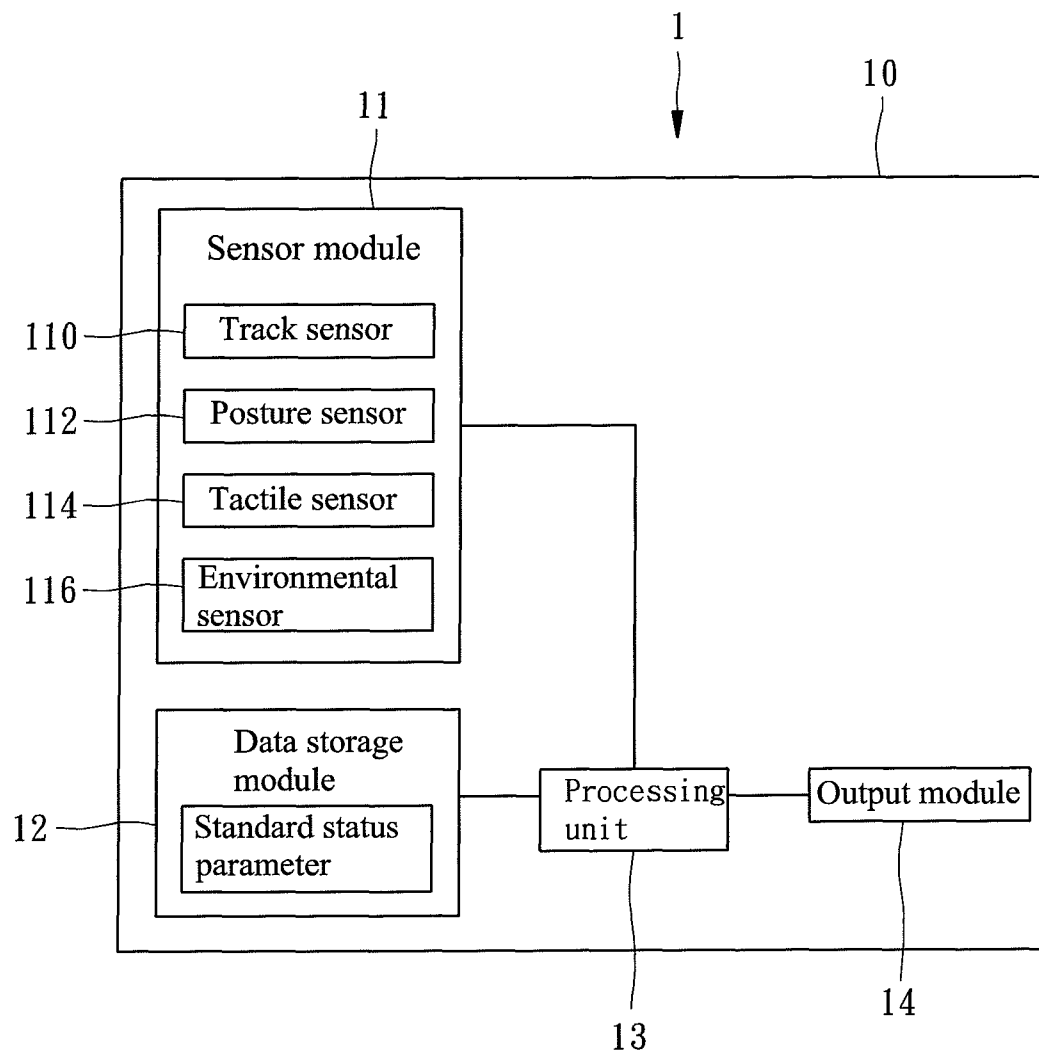 1
10
11
Sensor module
110
Track sensor
112
Posture sensor
114
Tactile sensor
116
Environmental
sensor
Data storage
module
12
Standard status
parameter
Processing
unit
Output module
13
14